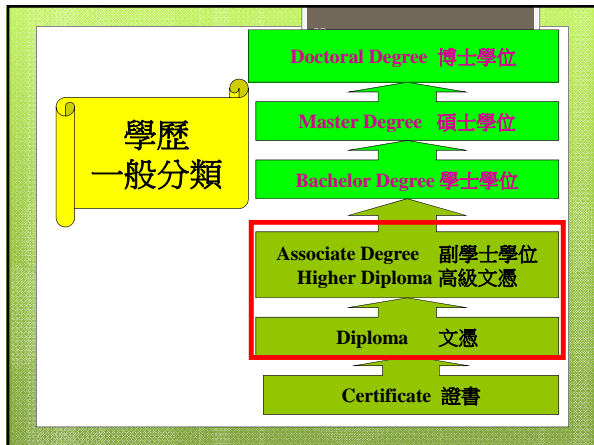 Doctoral Degree 博士學位
Master Degree 碩士學位
Bachelor Degree 學士學位
學歷
一般分類
Associate Degree 副學士學位
Higher Diploma 高級文憑
Diploma 文憑
Certificate 證書